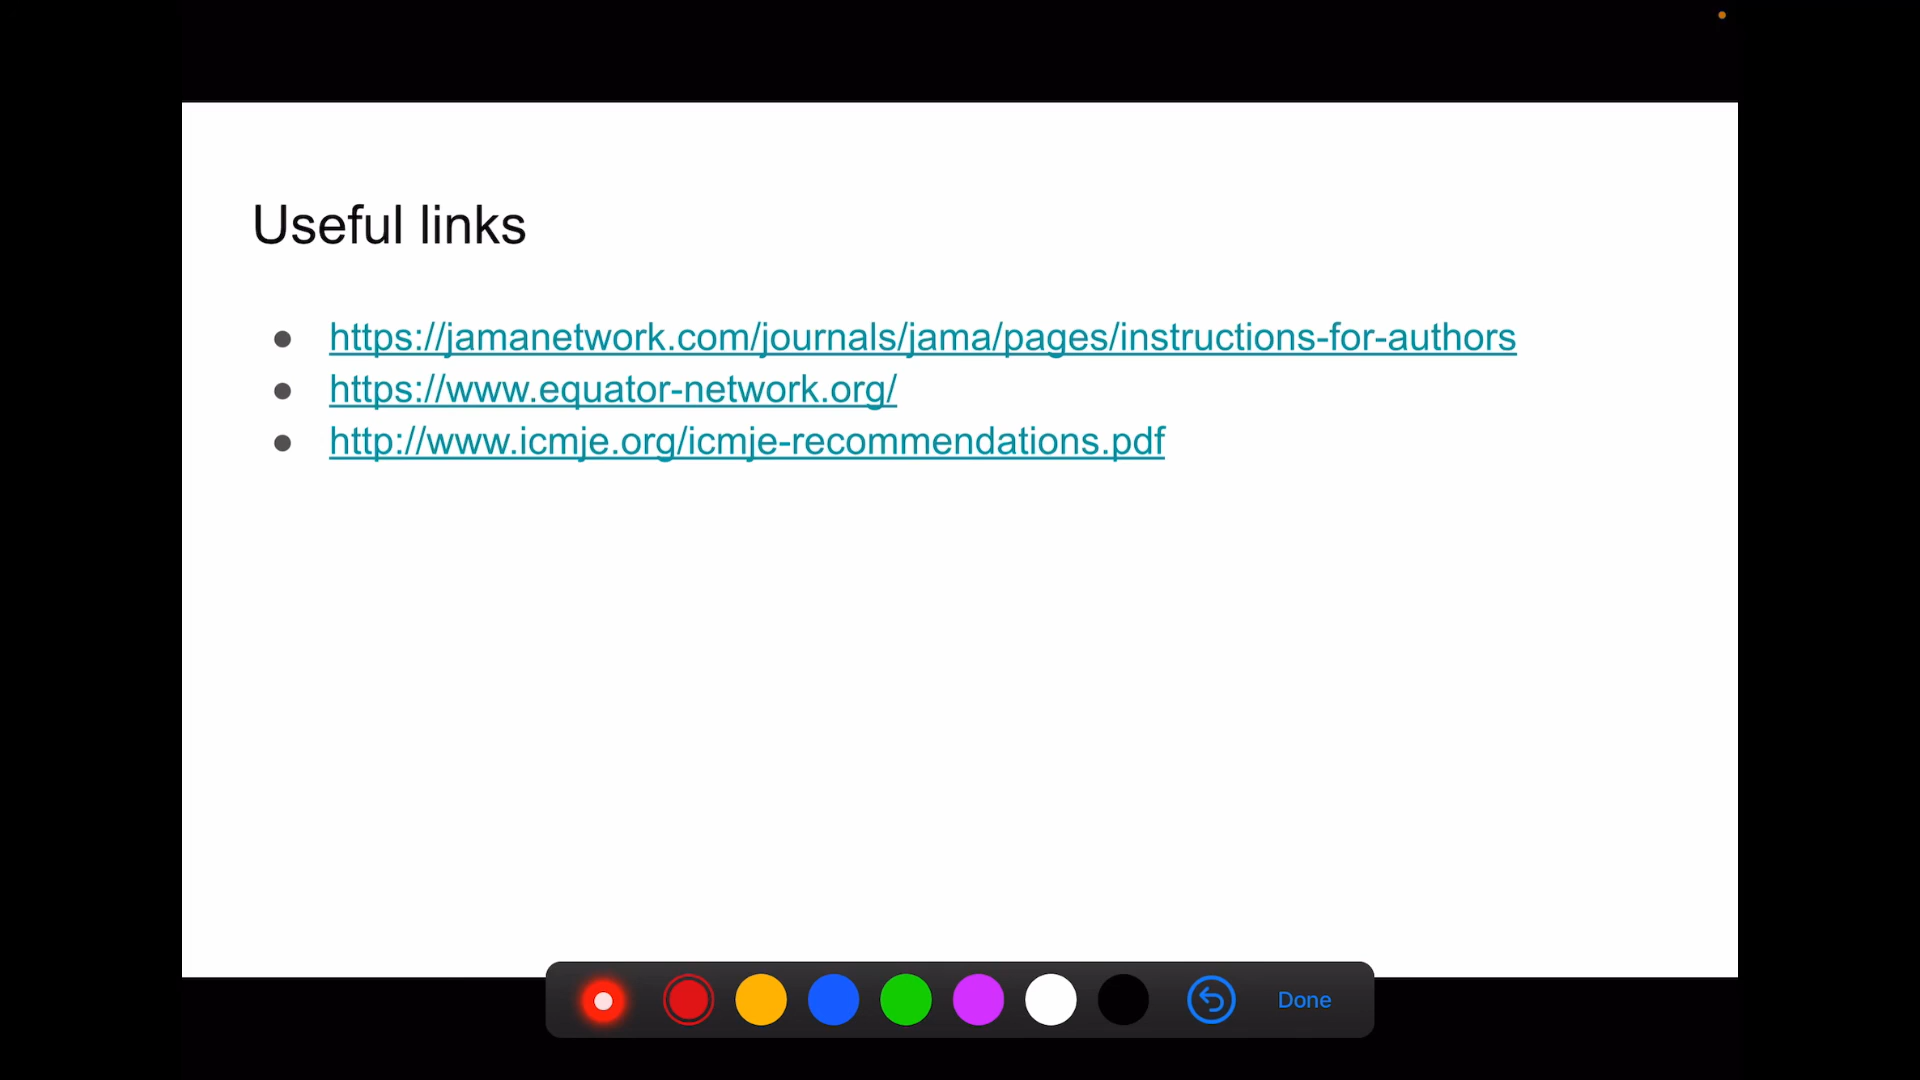 Useful links
https://jamanetwork.com/journals/jama/pages/instructions-for-authors
https://www.equator-network.org/
http://www.icmje.org/icmje-recommendations.pdf
Done